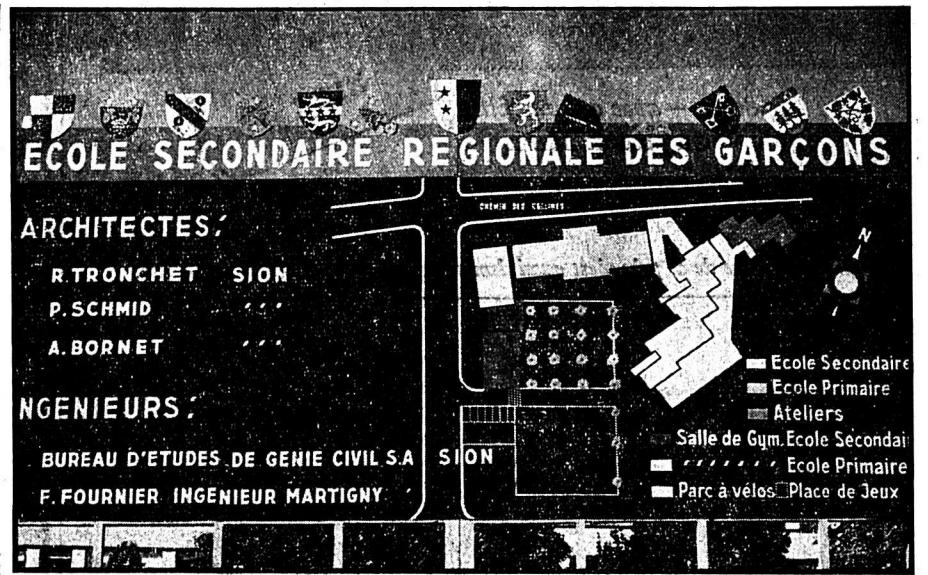 ECOLE SECONDAIRE REGIONALE DES GARÇONS
CHEMIN DES COLLINES
ARCHITECTES:
R. TRONCHET SION
P. SCHMID ' ' '
A. BORNET ' ' '
NGENIEURS:
BUREAU D'ETUDES DE GENIE CIVIL S.A SION
F. FOURNIER INGENIEUR MARTIGNY '
N
Ecole Secondaire
Ecole Primaire
Ateliers
Salle de Gym. Ecole Secondai
' ' ' ' ' ' ' Ecole Primaire
Parc à vélos Place de Jeux